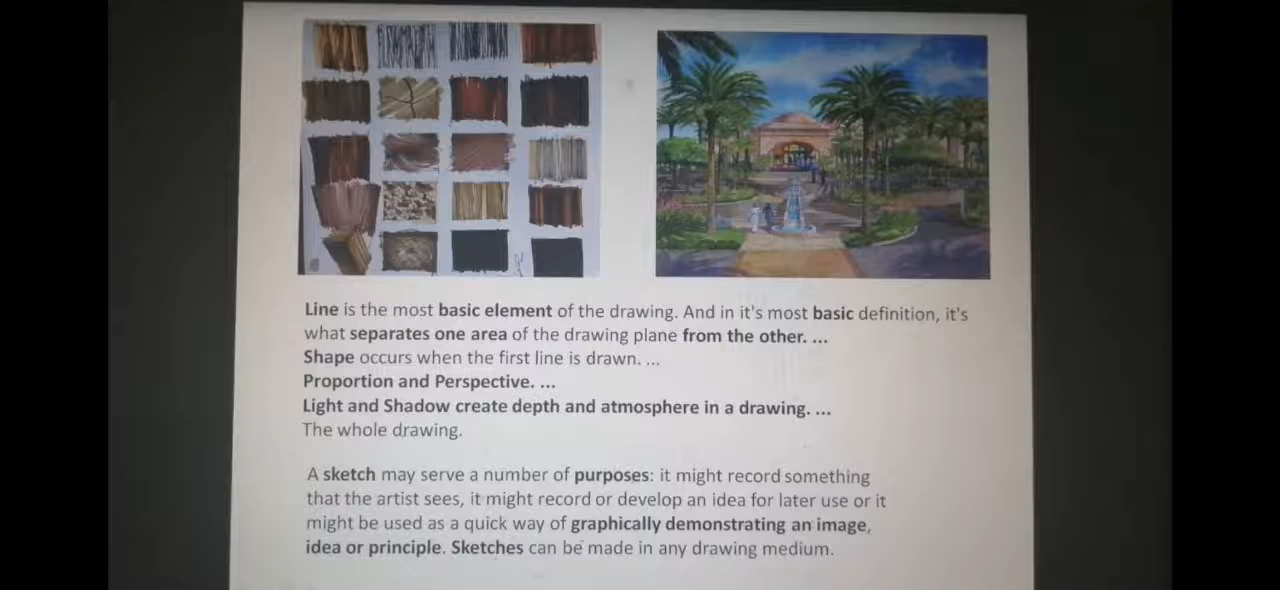 Line is the most basic element of the drawing. And in it's most basic definition, it's
what separates one area of the drawing plane from the other. ...
Shape occurs when the first line is drawn. ...
Proportion and Perspective. ...
Light and Shadow create depth and atmosphere in a drawing. ...
The whole drawing.
A sketch may serve a number of purposes: it might record something
that the artist sees, it might record or develop an idea for later use or it
might be used as a quick way of graphically demonstrating an image,
idea or principle. Sketches can be made in any drawing medium.